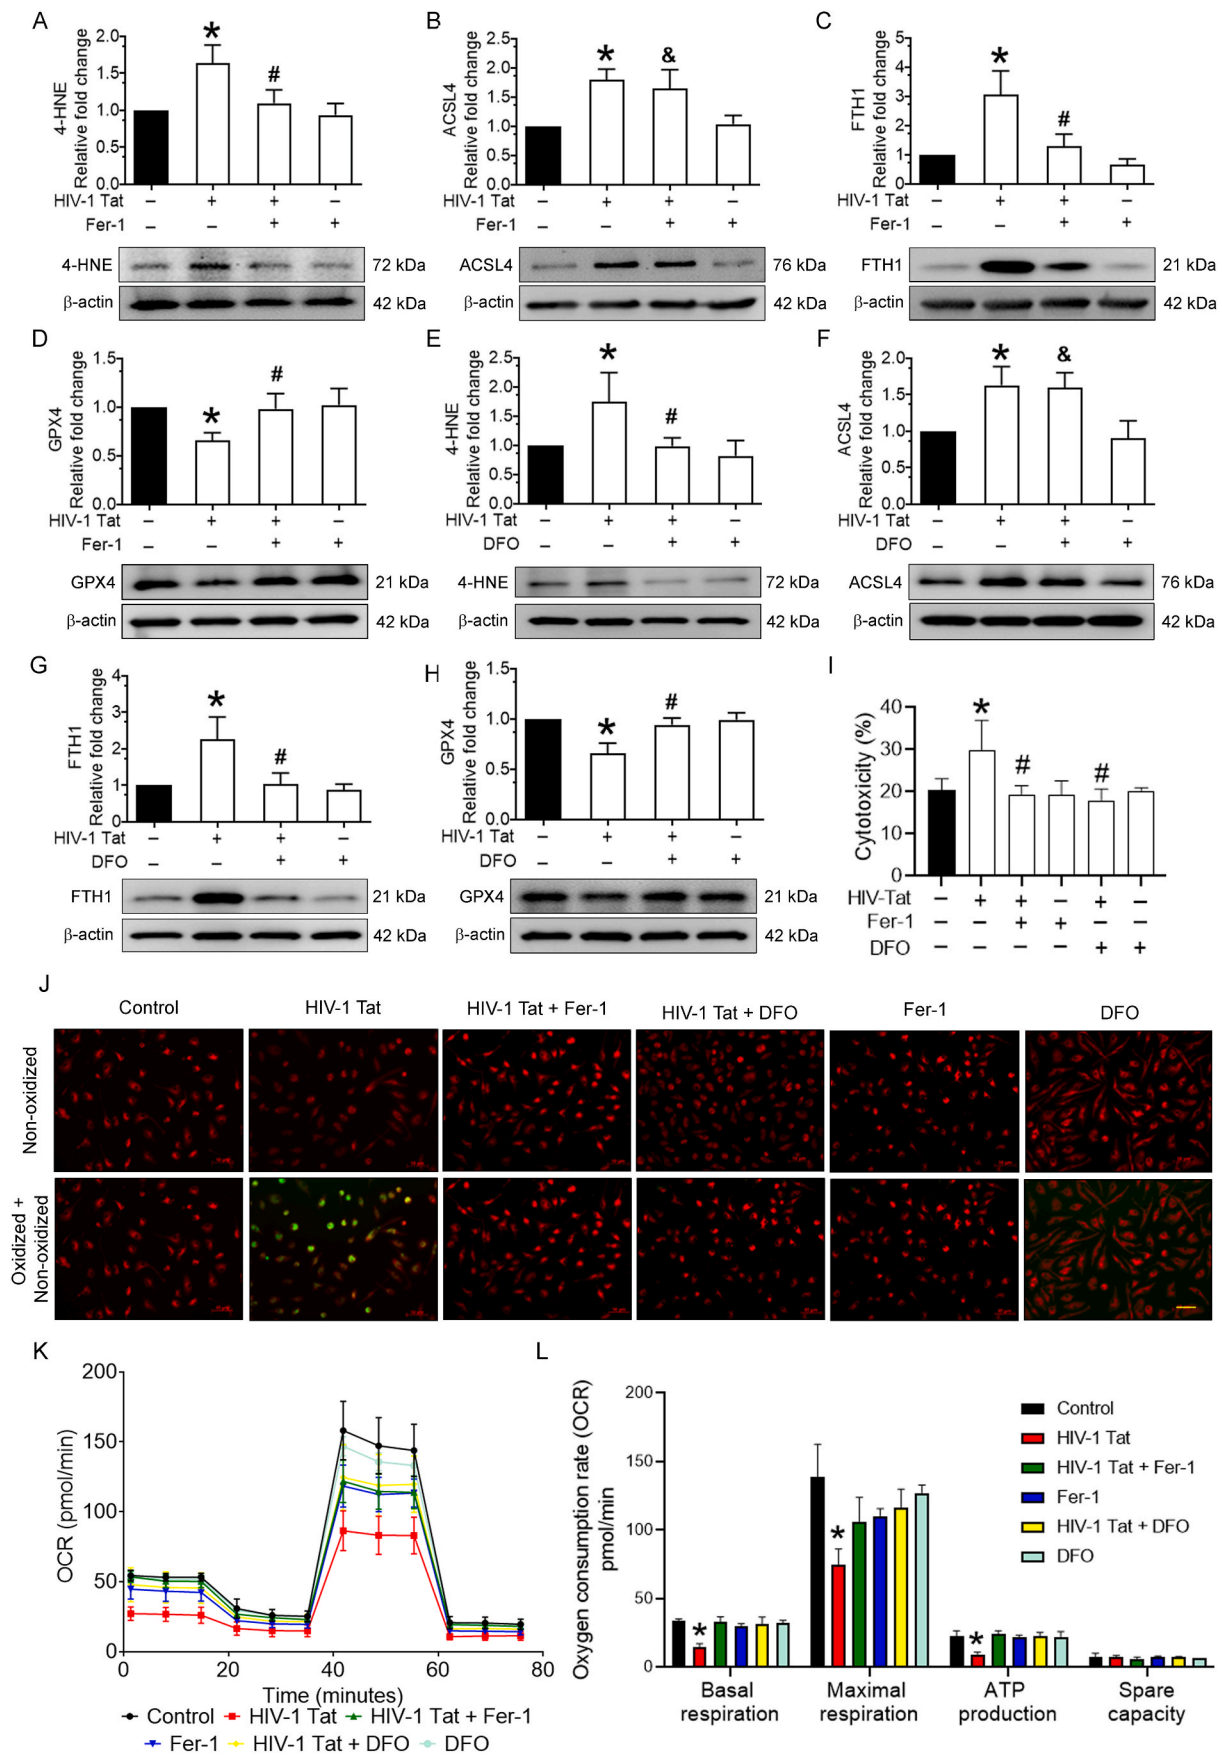 A
4-HNE
Relative fold change
2.0
1.5
1.0
0.5
0.0
*
#
HIV-1 Tat – + + –
Fer-1 – – + +
4-HNE 72 kDa
β-actin 42 kDa
B
ACSL4
Relative fold change
2.5
2.0
1.5
1.0
0.5
0.0
*
&
HIV-1 Tat – + + –
Fer-1 – – + +
ACSL4 76 kDa
β-actin 42 kDa
C
FTH1
Relative fold change
5
3
2
1
0
*
#
HIV-1 Tat – + + –
Fer-1 – – + +
FTH1 21 kDa
β-actin 42 kDa
D
GPX4
Relative fold change
1.5
1.0
0.5
0.0
*
#
HIV-1 Tat – + + –
Fer-1 – – + +
GPX4 21 kDa
β-actin 42 kDa
E
4-HNE
Relative fold change
2.5
2.0
1.5
1.0
0.5
0.0
*
#
HIV-1 Tat – + + –
DFO – – + +
4-HNE 72 kDa
β-actin 42 kDa
F
ACSL4
Relative fold change
2.0
1.5
1.0
0.5
0.0
*
&
HIV-1 Tat – + + –
DFO – – + +
ACSL4 76 kDa
β-actin 42 kDa
G
FTH1
Relative fold change
4
3
2
1
0
*
#
HIV-1 Tat – + + –
DFO – – + +
FTH1 21 kDa
β-actin 42 kDa
H
GPX4
Relative fold change
1.5
1.0
0.5
0.0
*
#
HIV-1 Tat – + + –
DFO – – + +
GPX4 21 kDa
β-actin 42 kDa
I
Cytotoxicity (%)
40
30
20
10
0
*
#
#
HIV-Tat – + + – + –
Fer-1 – – + + – –
DFO – – – – + +
J
Control HIV-1 Tat HIV-1 Tat + Fer-1 HIV-1 Tat + DFO Fer-1 DFO
Non-oxidized
Oxidized +
Non-oxidized
K
OCR (pmol/min)
200
150
100
50
0
0 20 40 60 80
Time (minutes)
Control HIV-1 Tat HIV-1 Tat + Fer-1
Fer-1 HIV-1 Tat + DFO DFO
L
Oxygen consumption rate (OCR)
pmol/min
200
150
100
50
0
*
*
*
Control
HIV-1 Tat
HIV-1 Tat + Fer-1
Fer-1
HIV-1 Tat + DFO
DFO
Basal Maximal ATP Spare
respiration respiration production capacity